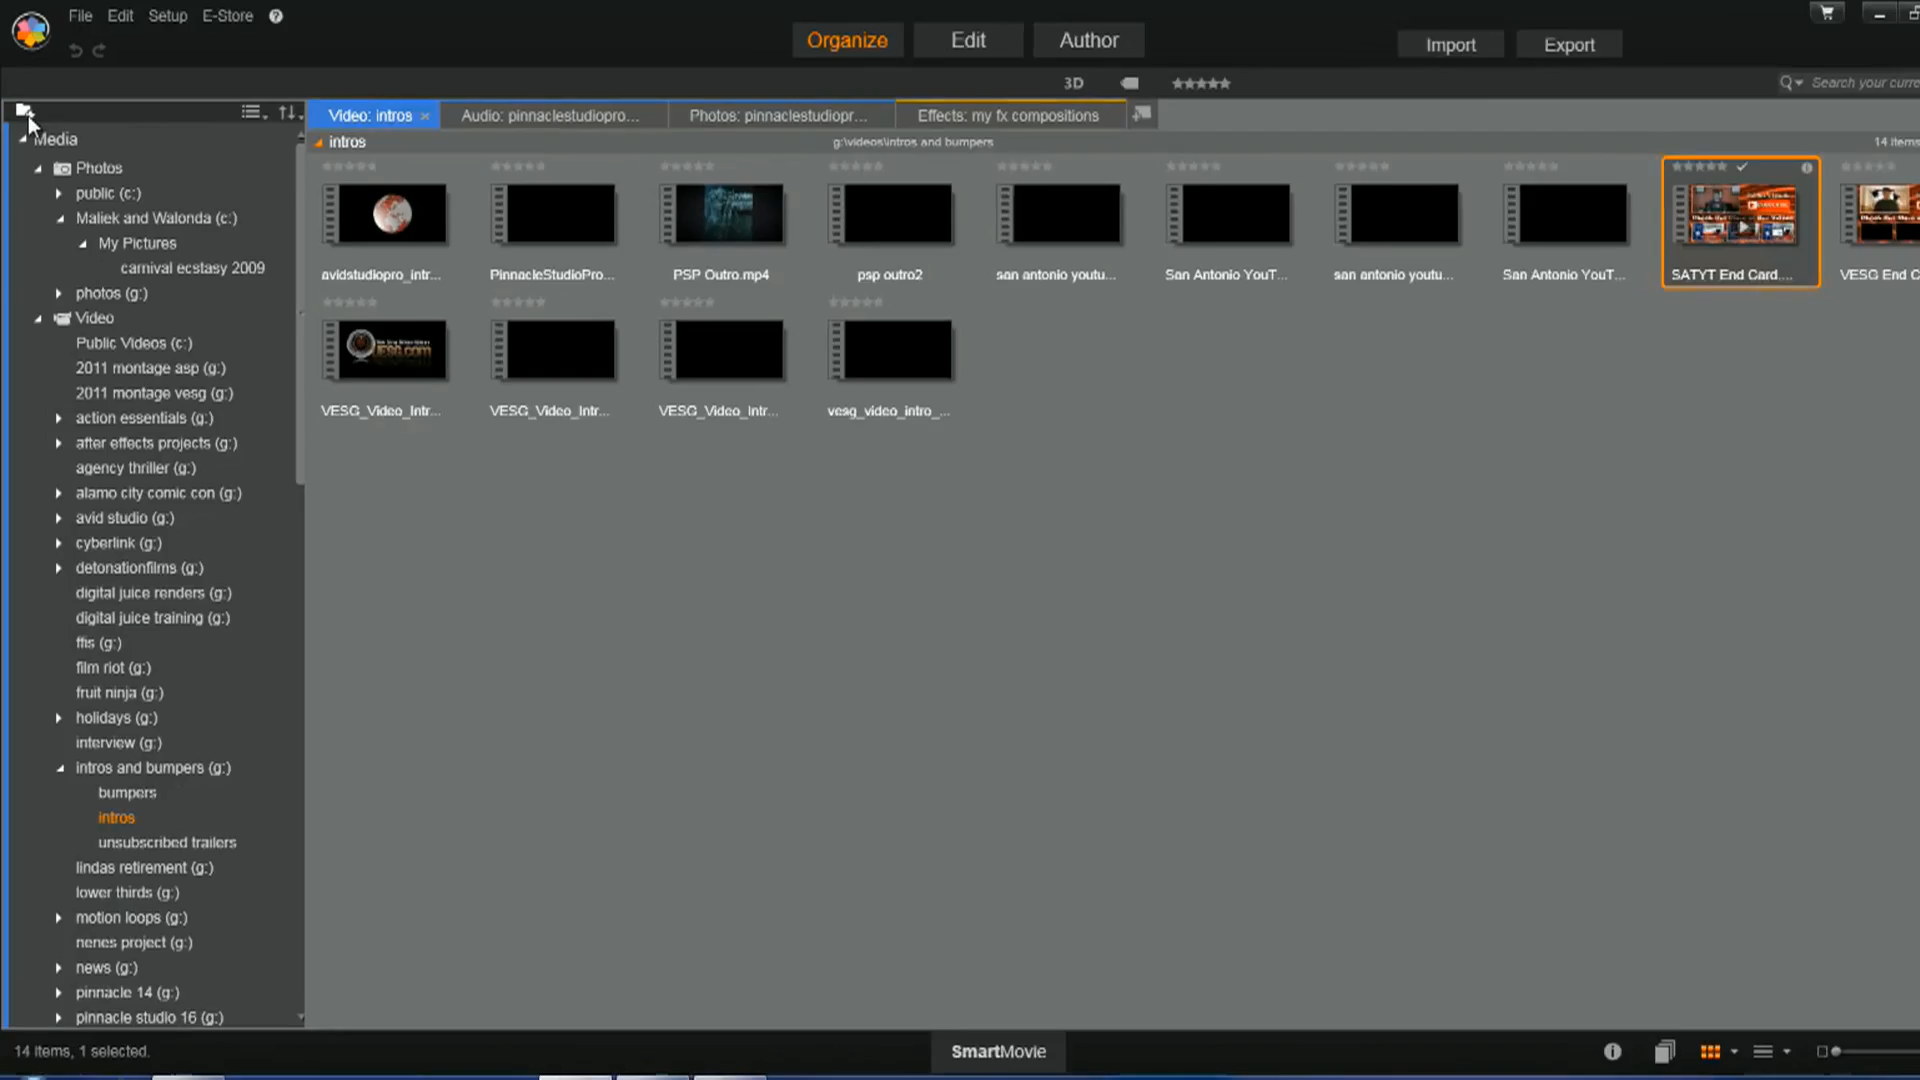 File Edit Setup E-Store ?
Organize Edit Author Import Export
3D
Search your curre
Media
Photos
public (c:)
Maliek and Walonda (c:)
My Pictures
carnival ecstasy 2009
photos (g:)
Video
Public Videos (c:)
2011 montage asp (g:)
2011 montage vesg (g:)
action essentials (g:)
after effects projects (g:)
agency thriller (g:)
alamo city comic con (g:)
avid studio (g:)
cyberlink (g:)
detonationfilms (g:)
digital juice renders (g:)
digital juice training (g:)
ffis (g:)
film riot (g:)
fruit ninja (g:)
holidays (g:)
interview (g:)
intros and bumpers (g:)
bumpers
intros
unsubscribed trailers
lindas retirement (g:)
lower thirds (g:)
motion loops (g:)
nenes project (g:)
news (g:)
pinnacle 14 (g:)
pinnacle studio 16 (g:)
Video: intros × Audio: pinnaclestudiopro... Photos: pinnaclestudiopr... Effects: my fx compositions
intros g:\videos\intros and bumpers 14 items
avidstudiopro_intr... PinnacleStudioPro... PSP Outro.mp4 psp outro2 san antonio youtu... San Antonio YouT... san antonio youtu... San Antonio YouT... SATYT End Card.... VESG End C
VESG.com
VESG_Video_Intr... VESG_Video_Intr... VESG_Video_Intr... vesg_video_intro_...
14 items, 1 selected.
SmartMovie